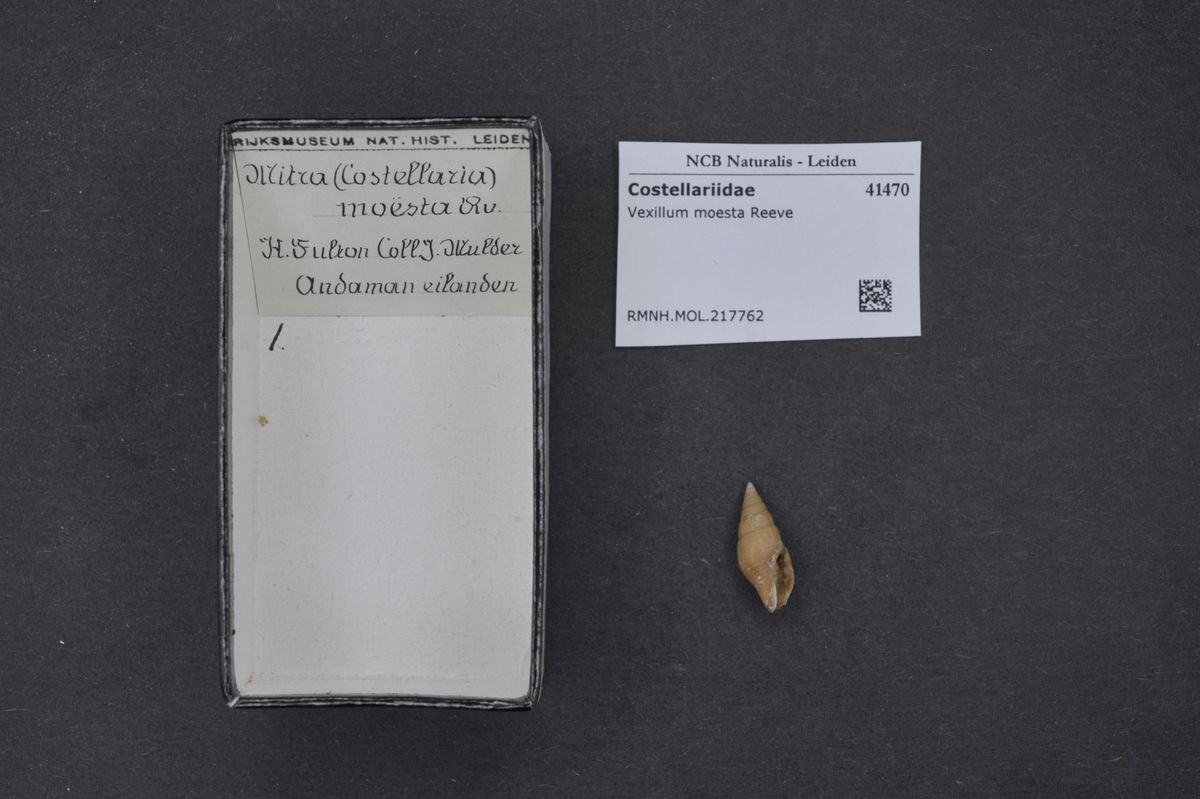 RIJKSMUSEUM NAT. HIST. LEIDEN
Mitra (Costellaria)
moësta Rv.
H. Fulton Coll J. Mulder
Andaman eilanden
1.
NCB Naturalis - Leiden
Costellariidae 41470
Vexillum moesta Reeve
RMNH.MOL.217762